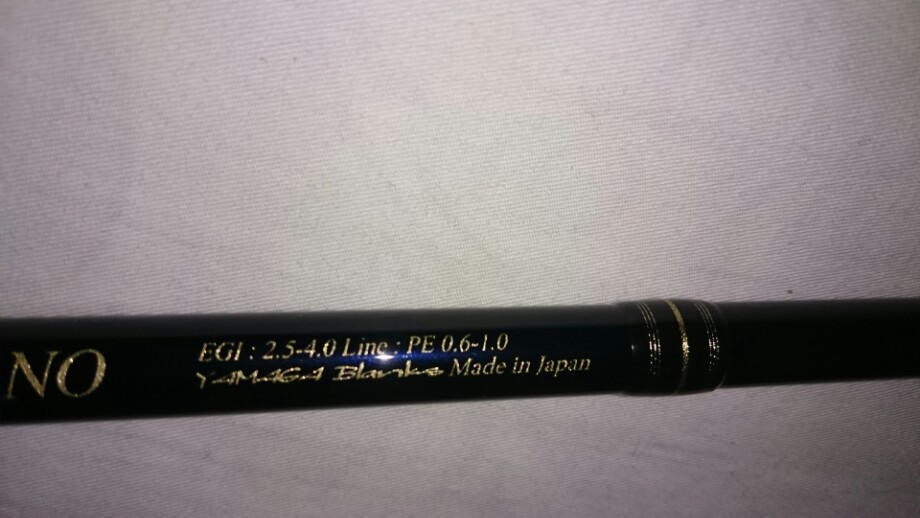 NO
EGI : 2.5-4.0 Line : PE 0.6-1.0
YAMAGA Blanks Made in Japan